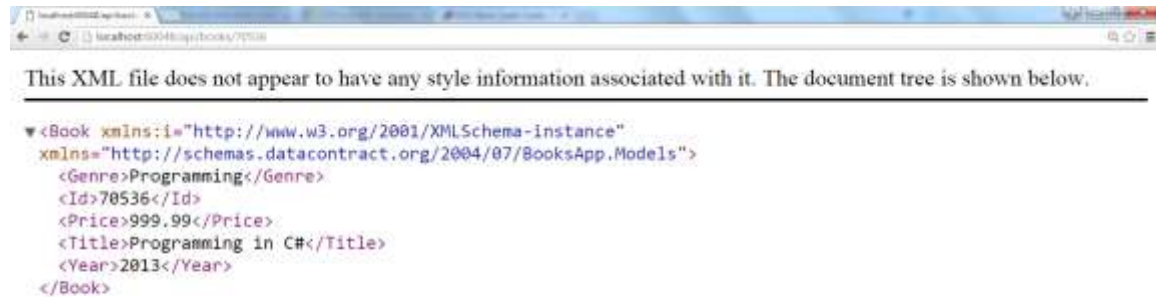 This XML file does not appear to have any style information associated with it. The document tree is shown below.
▼<Book xmlns:i="http://www.w3.org/2001/XMLSchema-instance"
xmlns="http://schemas.datacontract.org/2004/07/BooksApp.Models">
<Genre>Programming</Genre>
<Id>70536</Id>
<Price>999.99</Price>
<Title>Programming in C#</Title>
<Year>2013</Year>
</Book>